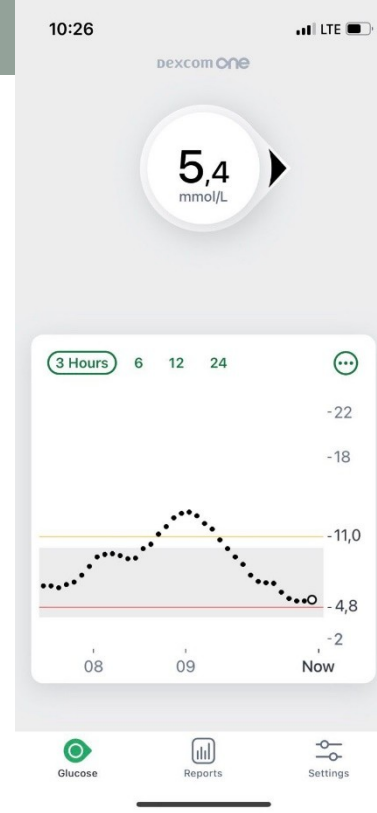 10:26 LTE
Dexcom one
5,4
mmol/L
3 Hours 6 12 24
-22
-18
-11,0
-4,8
-2
08 09 Now
Glucose Reports Settings